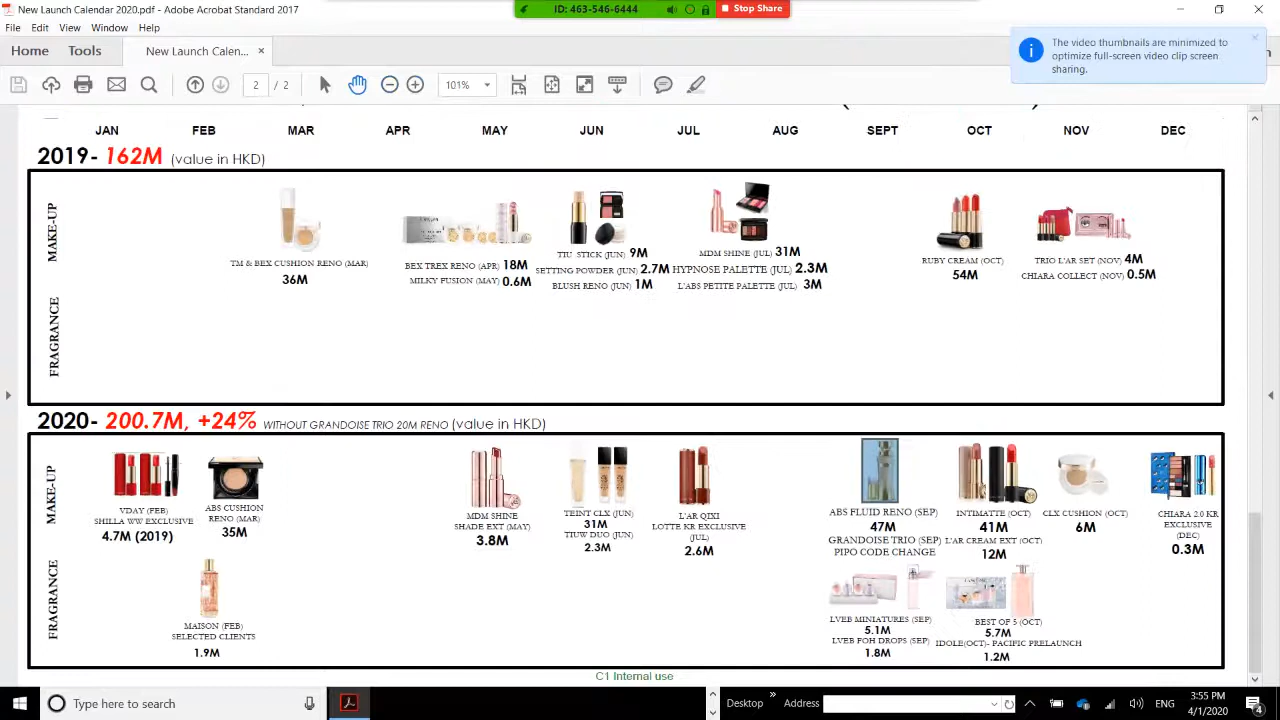 New Launch Calendar 2020.pdf - Adobe Acrobat Standard 2017
ID: 463-546-6444
Stop Share
File Edit View Window Help
Home Tools New Launch Calen... ×
The video thumbnails are minimized to
optimize full-screen video clip screen
sharing.
2 / 2
101%
JAN FEB MAR APR MAY JUN JUL AUG SEPT OCT NOV DEC
2019- 162M (value in HKD)
MAKE-UP
TM & BEX CUSHION RENO (MAR)
36M
BEX TREX RENO (APR) 18M
MILKY FUSION (MAY) 0.6M
TIU STICK (JUN) 9M
SETTING POWDER (JUN) 2.7M
BLUSH RENO (JUN) 1M
MDM SHINE (JUL) 31M
HYPNOSE PALETTE (JUL) 2.3M
L'ABS PETITE PALETTE (JUL) 3M
RUBY CREAM (OCT)
54M
TRIO L'AR SET (NOV) 4M
CHIARA COLLECT (NOV) 0.5M
FRAGRANCE
2020- 200.7M, +24% WITHOUT GRANDOISE TRIO 20M RENO (value in HKD)
MAKE-UP
VDAY (FEB)
SHILLA WW EXCLUSIVE
4.7M (2019)
ABS CUSHION
RENO (MAR)
35M
MDM SHINE
SHADE EXT (MAY)
3.8M
TEINT CLX (JUN)
31M
TIUW DUO (JUN)
2.3M
L'AR QIXI
LOTTE KR EXCLUSIVE
(JUL)
2.6M
ABS FLUID RENO (SEP)
47M
GRANDOISE TRIO (SEP)
PIPO CODE CHANGE
INTIMATTE (OCT)
41M
L'AR CREAM EXT (OCT)
12M
CLX CUSHION (OCT)
6M
CHIARA 2.0 KR
EXCLUSIVE
(DEC)
0.3M
FRAGRANCE
MAISON (FEB)
SELECTED CLIENTS
1.9M
LVEB MINIATURES (SEP)
5.1M
LVEB FOH DROPS (SEP)
1.8M
BEST OF 5 (OCT)
5.7M
IDOLE(OCT)- PACIFIC PRELAUNCH
1.2M
C1 Internal use
Type here to search
Desktop » Address
ENG
3:55 PM
4/1/2020
4